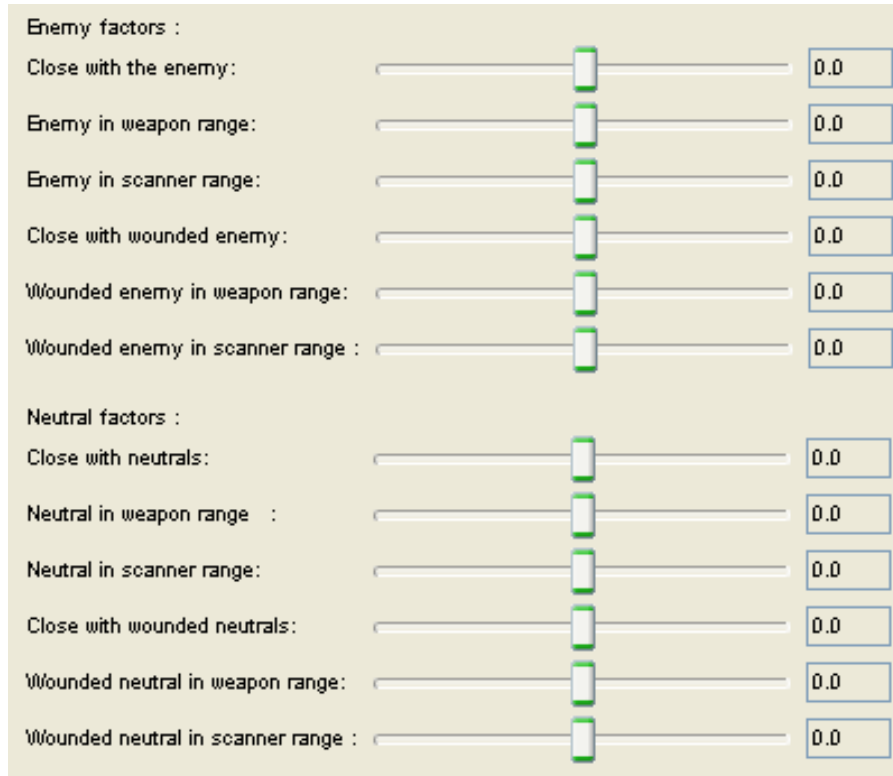 Enemy factors :
Close with the enemy: 0.0
Enemy in weapon range: 0.0
Enemy in scanner range: 0.0
Close with wounded enemy: 0.0
Wounded enemy in weapon range: 0.0
Wounded enemy in scanner range : 0.0
Neutral factors :
Close with neutrals: 0.0
Neutral in weapon range : 0.0
Neutral in scanner range: 0.0
Close with wounded neutrals: 0.0
Wounded neutral in weapon range: 0.0
Wounded neutral in scanner range : 0.0